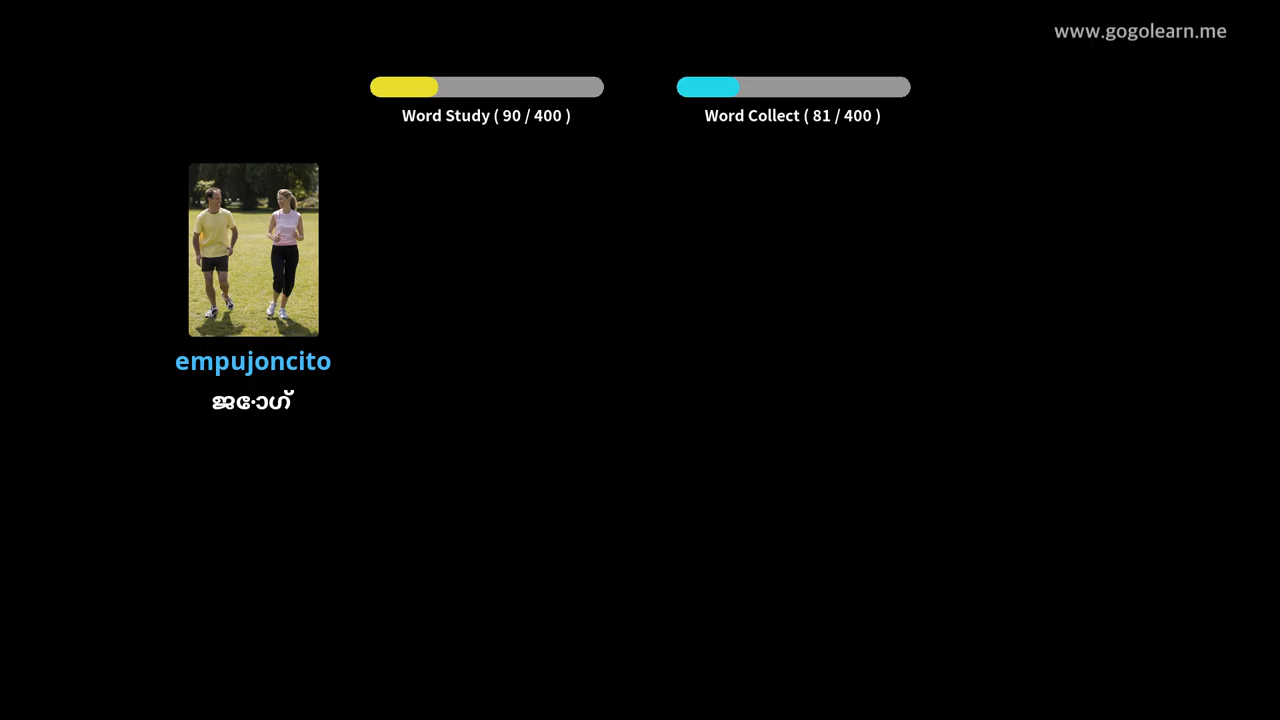 www.gogolearn.me
Word Study ( 90 / 400 )
Word Collect ( 81 / 400 )
empujoncito
ജോഗ്